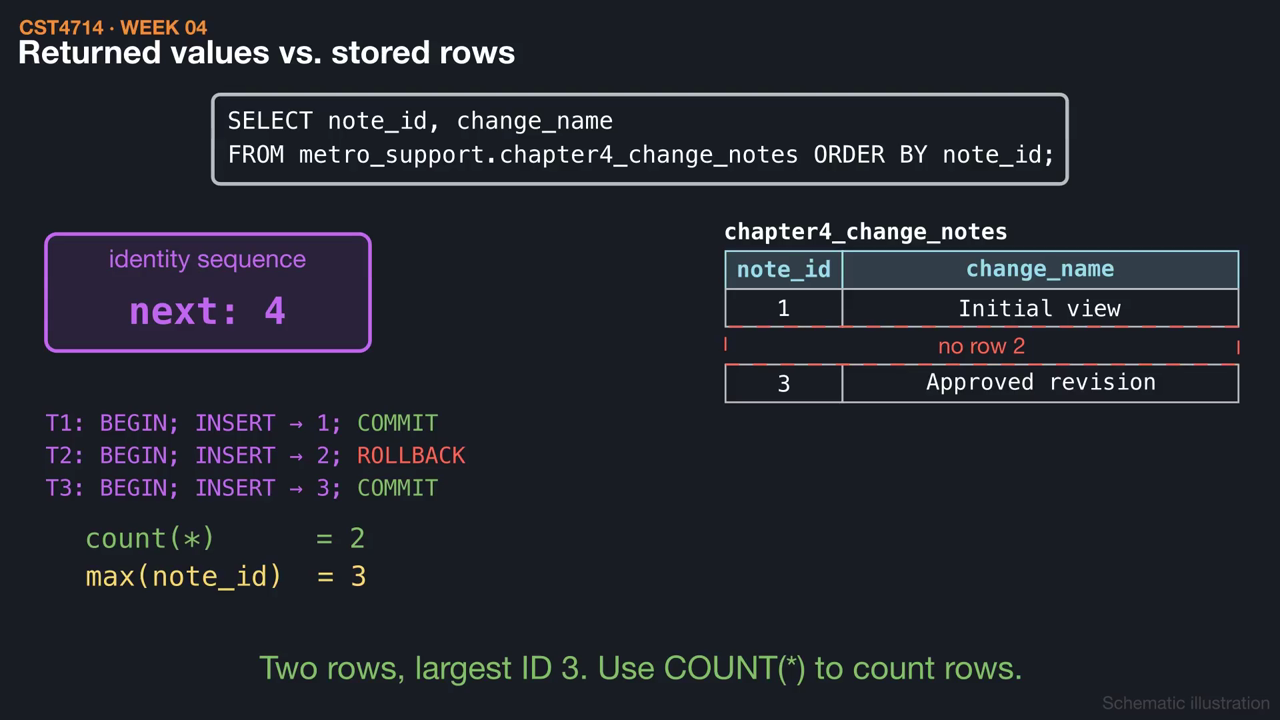 CST4714 · WEEK 04
Returned values vs. stored rows
SELECT note_id, change_name
FROM metro_support.chapter4_change_notes ORDER BY note_id;
identity sequence
next: 4
chapter4_change_notes
note_id change_name
1 Initial view
no row 2
3 Approved revision
T1: BEGIN; INSERT → 1; COMMIT
T2: BEGIN; INSERT → 2; ROLLBACK
T3: BEGIN; INSERT → 3; COMMIT
count(*) = 2
max(note_id) = 3
Two rows, largest ID 3. Use COUNT(*) to count rows.
Schematic illustration